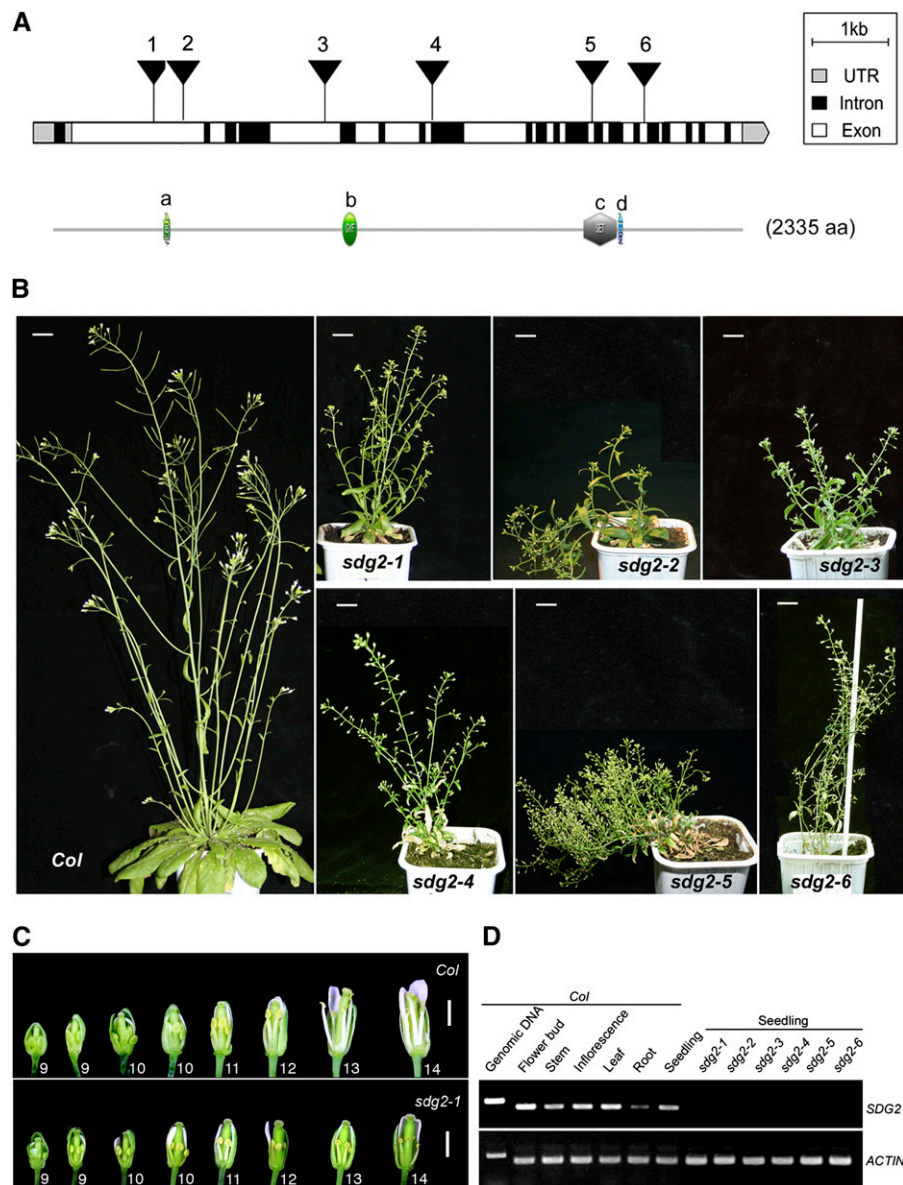 A
1 2 3 4 5 6
1kb
UTR
Intron
Exon
a b c d
SET
(2335 aa)
B
Col
sdg2-1
sdg2-2
sdg2-3
sdg2-4
sdg2-5
sdg2-6
C
Col
9 9 10 10 11 12 13 14
sdg2-1
9 9 10 10 11 12 13 14
D
Col
Seedling
Genomic DNA
Flower bud
Stem
Inflorescence
Leaf
Root
Seedling
sdg2-1
sdg2-2
sdg2-3
sdg2-4
sdg2-5
sdg2-6
SDG2
ACTIN